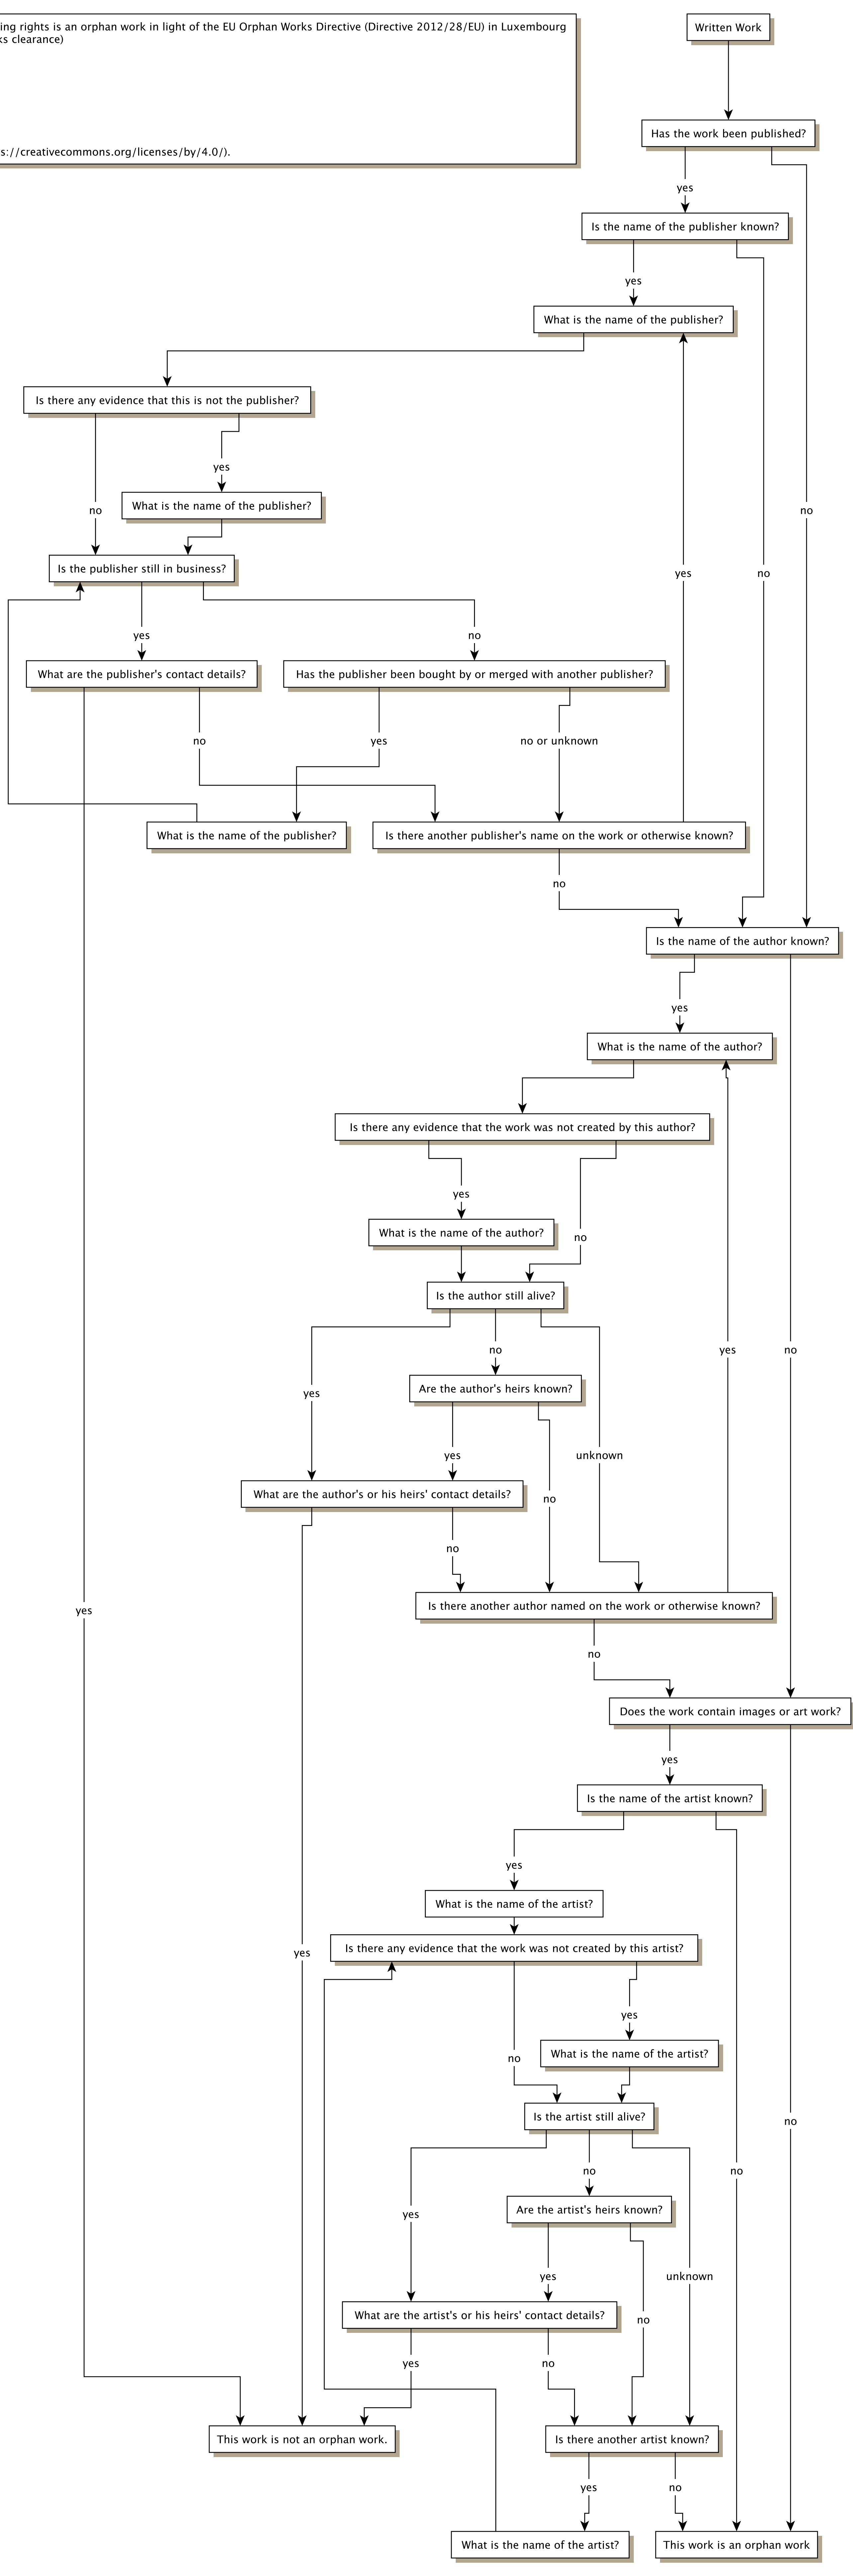 ing rights is an orphan work in light of the EU Orphan Works Directive (Directive 2012/28/EU) in Luxembourg
ks clearance)
s://creativecommons.org/licenses/by/4.0/).
Written Work
Has the work been published?
yes
Is the name of the publisher known?
yes
What is the name of the publisher?
Is there any evidence that this is not the publisher?
yes
What is the name of the publisher?
no
no
Is the publisher still in business?
yes
no
yes
no
What are the publisher's contact details?
Has the publisher been bought by or merged with another publisher?
no
yes
no or unknown
What is the name of the publisher?
Is there another publisher's name on the work or otherwise known?
no
Is the name of the author known?
yes
What is the name of the author?
Is there any evidence that the work was not created by this author?
yes
What is the name of the author?
no
Is the author still alive?
no
yes
no
Are the author's heirs known?
yes
yes
unknown
What are the author's or his heirs' contact details?
no
no
Is there another author named on the work or otherwise known?
yes
no
Does the work contain images or art work?
yes
Is the name of the artist known?
yes
What is the name of the artist?
Is there any evidence that the work was not created by this artist?
yes
yes
What is the name of the artist?
no
Is the artist still alive?
no
no
no
Are the artist's heirs known?
yes
yes
unknown
What are the artist's or his heirs' contact details?
no
yes
no
This work is not an orphan work.
Is there another artist known?
yes
no
What is the name of the artist?
This work is an orphan work